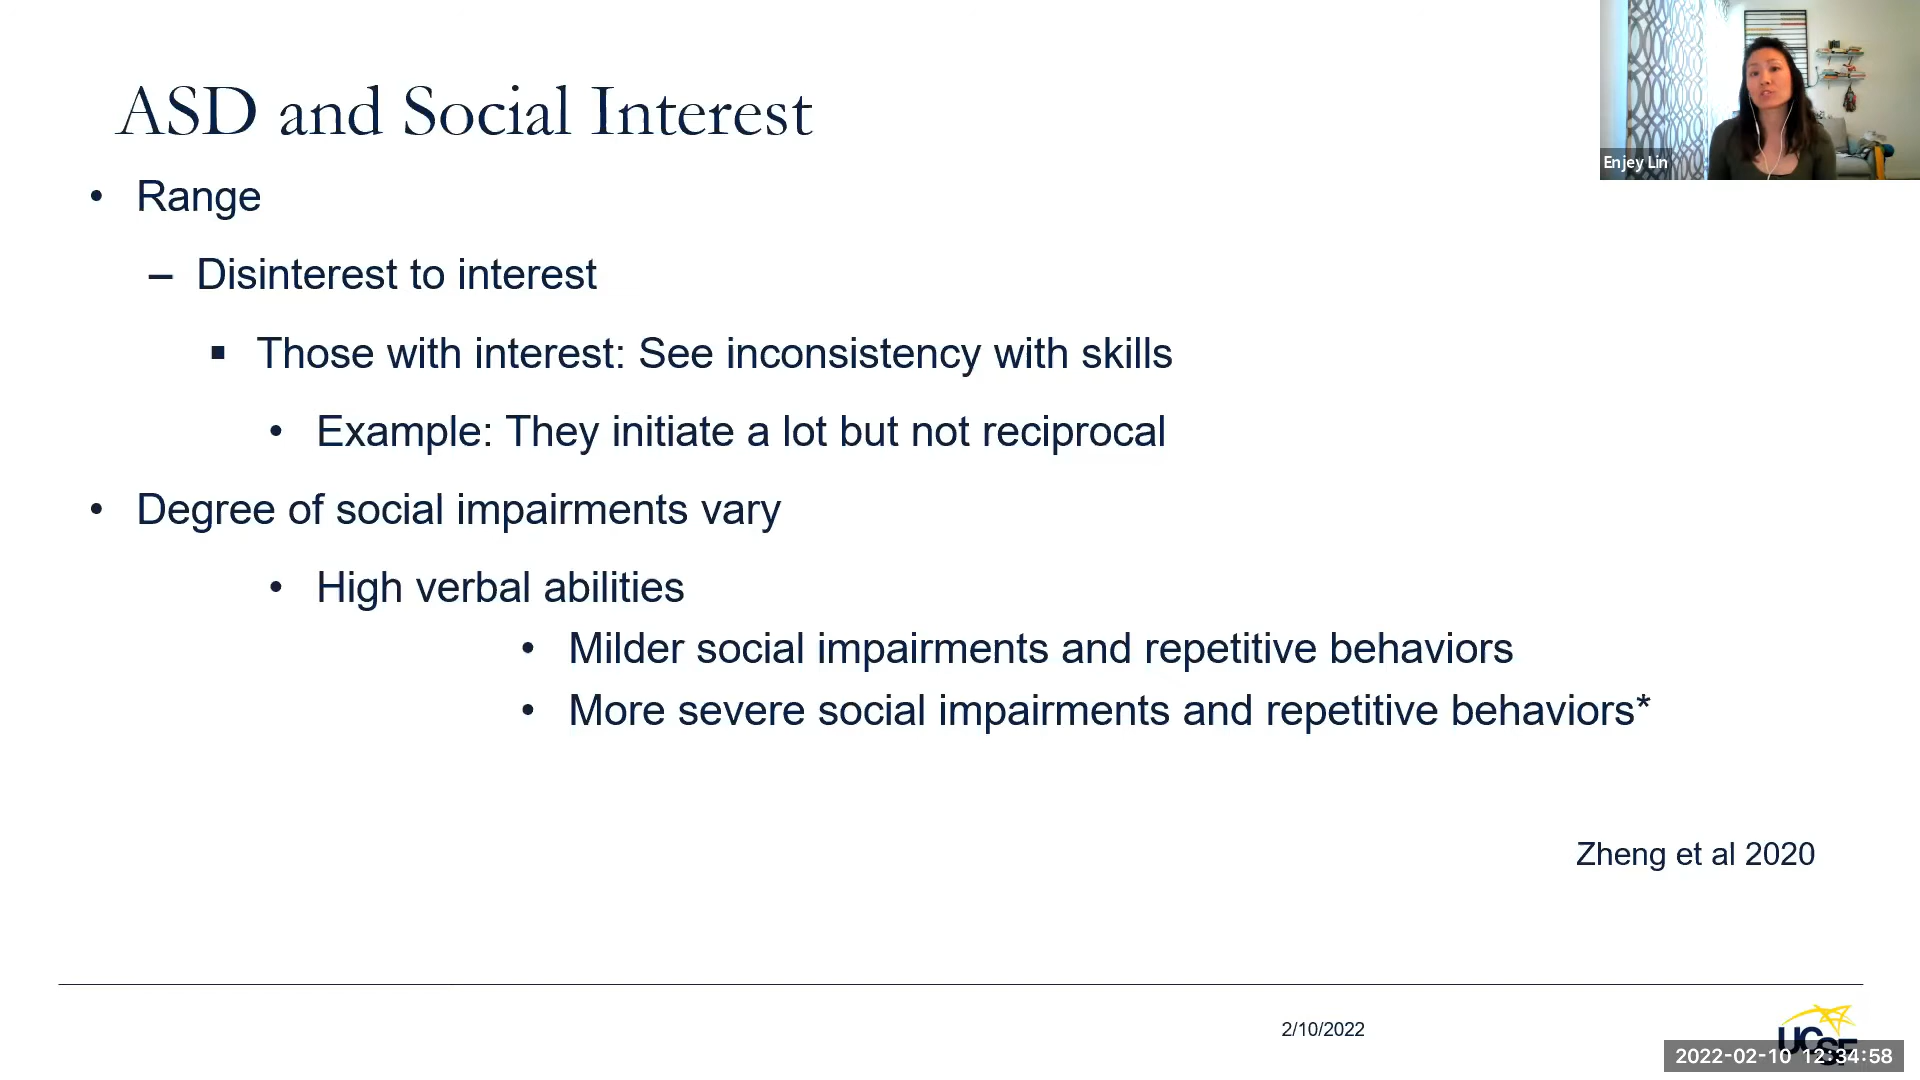 ASD and Social Interest
Enjey Lin
• Range
– Disinterest to interest
▪ Those with interest: See inconsistency with skills
• Example: They initiate a lot but not reciprocal
• Degree of social impairments vary
• High verbal abilities
• Milder social impairments and repetitive behaviors
• More severe social impairments and repetitive behaviors*
Zheng et al 2020
2/10/2022
UCSF
2022-02-10 12:34:58